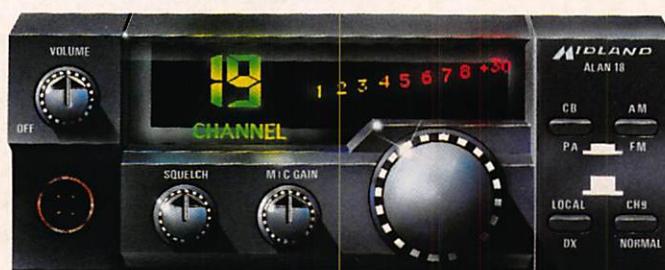 VOLUME
OFF
19
CHANNEL
1 2 3 4 5 6 7 8 +30
SQUELCH
MIC GAIN
MIDLAND
ALAN 18
CB
AM
PA
FM
LOCAL
CH9
DX
NORMAL